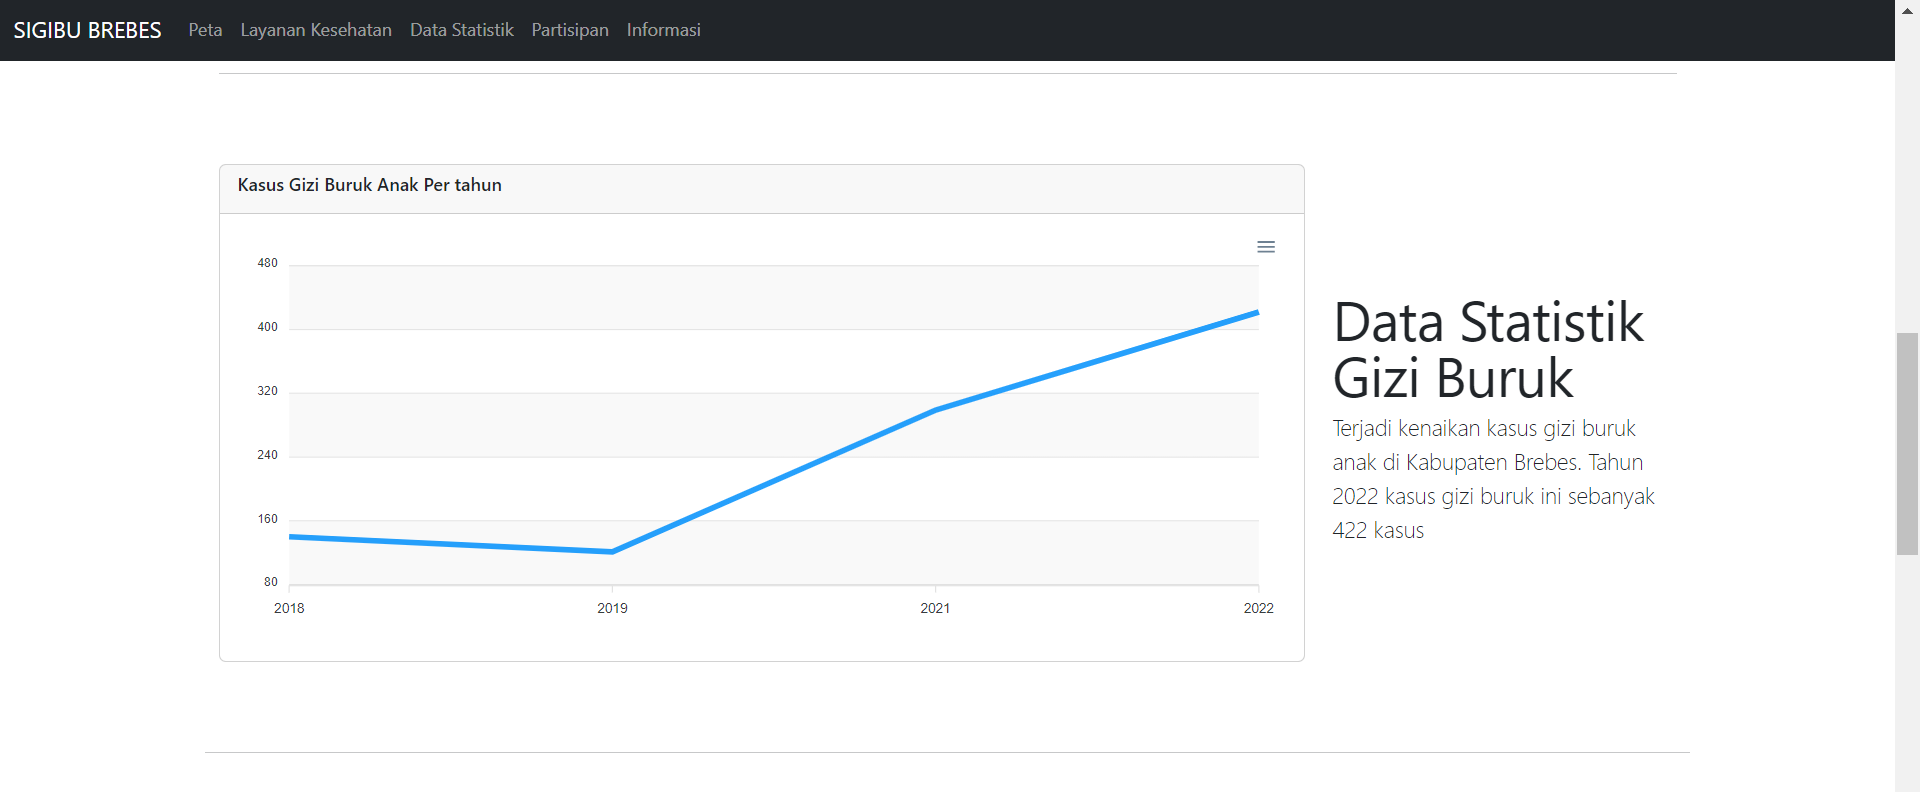 SIGIBU BREBES Peta Layanan Kesehatan Data Statistik Partisipan Informasi
Kasus Gizi Buruk Anak Per tahun
480
400
320
240
160
80
2018 2019 2021 2022
Data Statistik
Gizi Buruk
Terjadi kenaikan kasus gizi buruk
anak di Kabupaten Brebes. Tahun
2022 kasus gizi buruk ini sebanyak
422 kasus